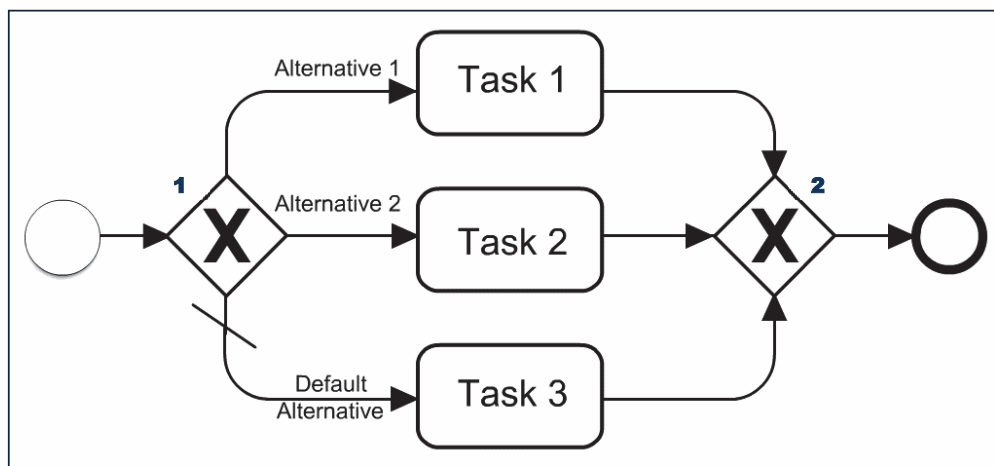 Alternative 1
Task 1
1
X
Alternative 2
Task 2
2
X
Default
Alternative
Task 3